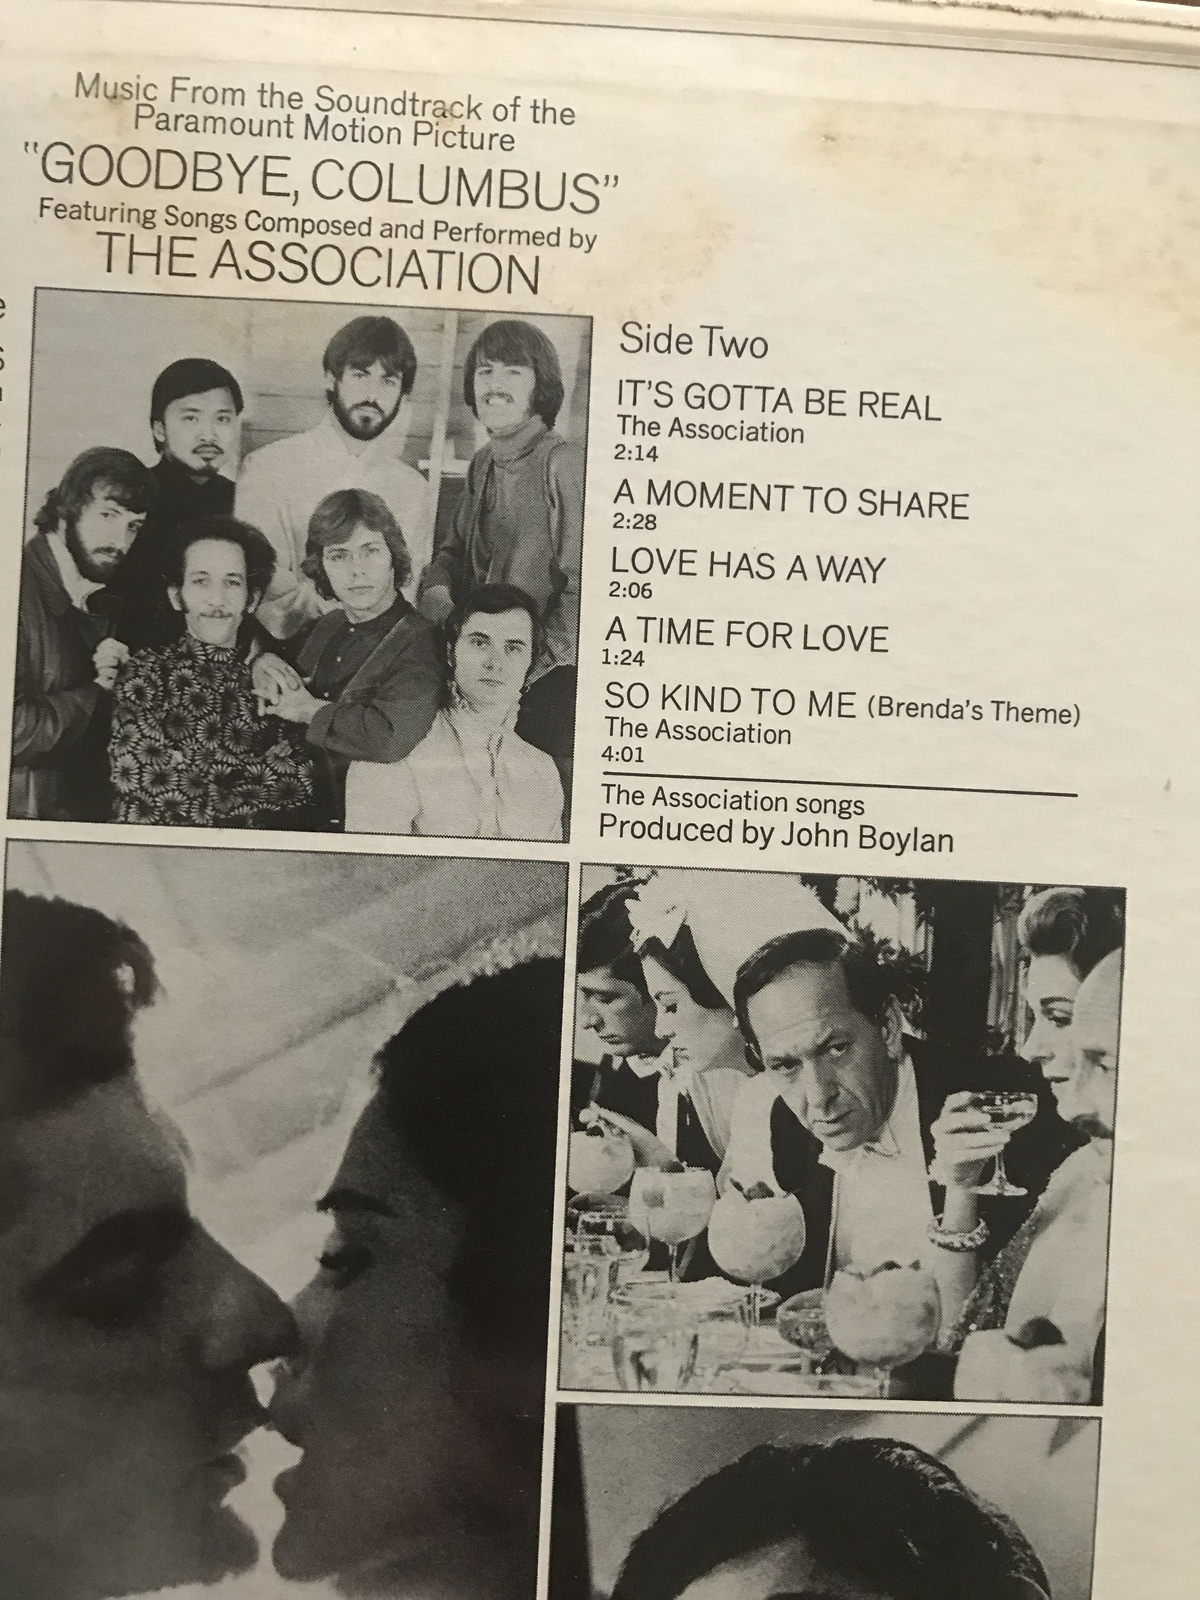 Music From the Soundtrack of the
Paramount Motion Picture
"GOODBYE, COLUMBUS"
Featuring Songs Composed and Performed by
THE ASSOCIATION
Side Two
IT'S GOTTA BE REAL
The Association
2:14
A MOMENT TO SHARE
2:28
LOVE HAS A WAY
2:06
A TIME FOR LOVE
1:24
SO KIND TO ME (Brenda's Theme)
The Association
4:01
The Association songs
Produced by John Boylan